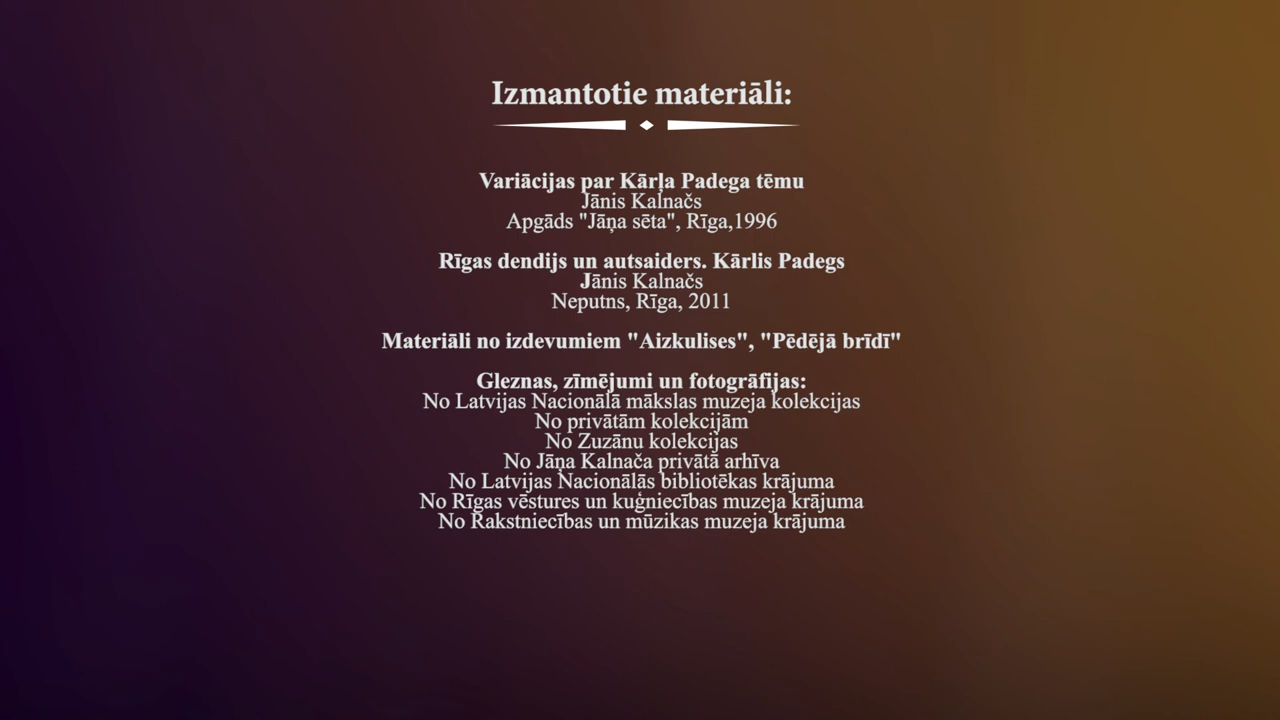 Izmantotie materiāli:
Variācijas par Kārļa Padega tēmu
Jānis Kalnačs
Apgāds "Jāņa sēta", Rīga,1996
Rīgas dendijs un autsaiders. Kārlis Padegs
Jānis Kalnačs
Neputns, Rīga, 2011
Materiāli no izdevumiem "Aizkulises", "Pēdējā brīdī"
Gleznas, zīmējumi un fotogrāfijas:
No Latvijas Nacionālā mākslas muzeja kolekcijas
No privātām kolekcijām
No Zuzānu kolekcijas
No Jāņa Kalnača privātā arhīva
No Latvijas Nacionālās bibliotēkas krājuma
No Rīgas vēstures un kuģniecības muzeja krājuma
No Rakstniecības un mūzikas muzeja krājuma